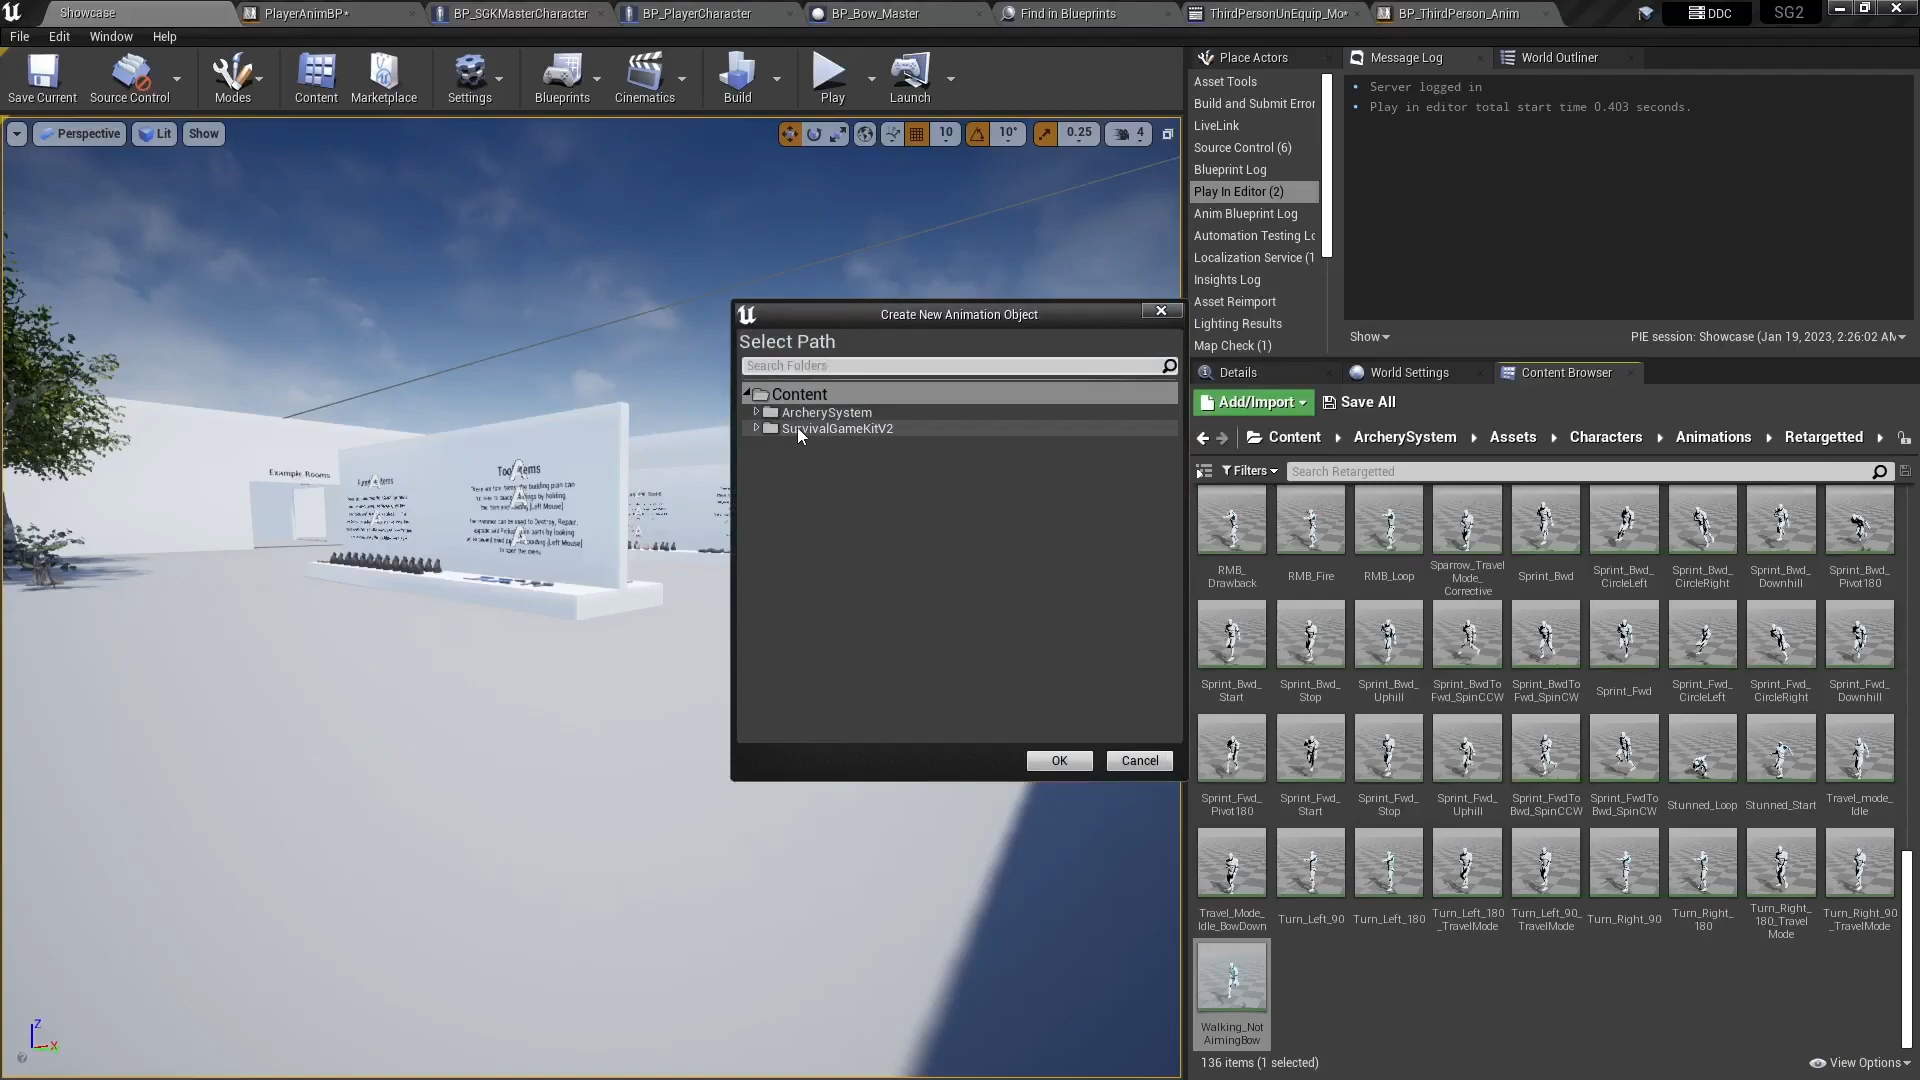 Showcase
PlayerAnimBP*
BP_SGKMasterCharacter
BP_PlayerCharacter
BP_Bow_Master
Find in Blueprints
ThirdPersonUnEquip_Mo*
BP_ThirdPerson_Anim
DDC
SG2
File
Edit
Window
Help
Save Current
Source Control
Modes
Content
Marketplace
Settings
Blueprints
Cinematics
Build
Play
Launch
Perspective
Lit
Show
10
10°
0.25
4
Example Rooms
Place Actors
Message Log
World Outliner
Asset Tools
Build and Submit Error
LiveLink
Source Control (6)
Blueprint Log
Play In Editor (2)
Anim Blueprint Log
Automation Testing Lo
Localization Service (1
Insights Log
Asset Reimport
Lighting Results
Map Check (1)
• Server logged in
• Play in editor total start time 0.403 seconds.
Show
PIE session: Showcase (Jan 19, 2023, 2:26:02 AM
Create New Animation Object
Select Path
Search Folders
Content
ArcherySystem
SurvivalGameKitV2
OK
Cancel
Details
World Settings
Content Browser
Add/Import
Save All
Content
ArcherySystem
Assets
Characters
Animations
Retargetted
Filters
Search Retargetted
RMB_
Drawback
RMB_Fire
RMB_Loop
Sparrow_Travel
Mode_
Corrective
Sprint_Bwd
Sprint_Bwd_
CircleLeft
Sprint_Bwd_
CircleRight
Sprint_Bwd_
Downhill
Sprint_Bwd_
Pivot180
Sprint_Bwd_
Start
Sprint_Bwd_
Stop
Sprint_Bwd_
Uphill
Sprint_BwdTo
Fwd_SpinCCW
Sprint_BwdTo
Fwd_SpinCW
Sprint_Fwd
Sprint_Fwd_
CircleLeft
Sprint_Fwd_
CircleRight
Sprint_Fwd_
Downhill
Sprint_Fwd_
Pivot180
Sprint_Fwd_
Start
Sprint_Fwd_
Stop
Sprint_Fwd_
Uphill
Sprint_FwdTo
Bwd_SpinCCW
Sprint_FwdTo
Bwd_SpinCW
Stunned_Loop
Stunned_Start
Travel_mode_
Idle
Travel_Mode_
Idle_BowDown
Turn_Left_90
Turn_Left_180
Turn_Left_180
_TravelMode
Turn_Left_90_
TravelMode
Turn_Right_90
Turn_Right_
180
Turn_Right_
180_Travel
Mode
Turn_Right_90
_TravelMode
Walking_Not
AimingBow
136 items (1 selected)
View Options
Z
X